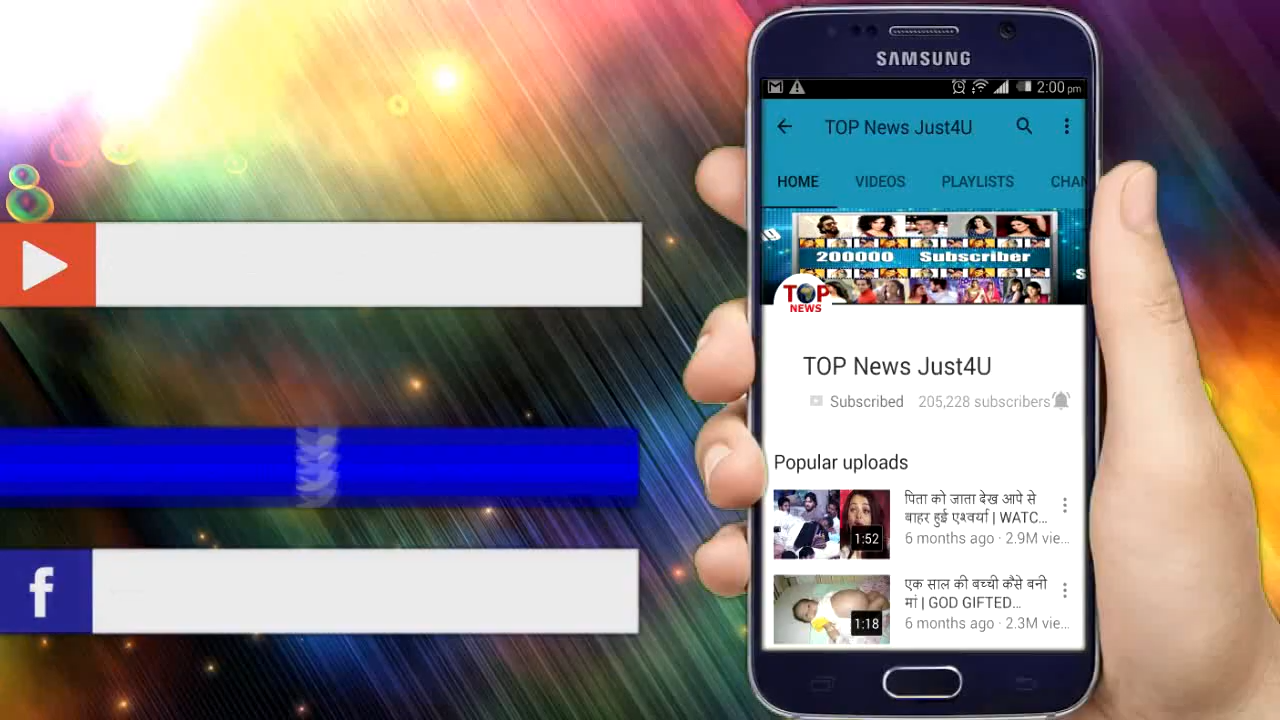 SAMSUNG
2:00 pm
TOP News Just4U
HOME VIDEOS PLAYLISTS CHAN
200000 Subscriber
TOP
NEWS
TOP News Just4U
Subscribed 205,228 subscribers
Popular uploads
पिता को जाता देख आपे से
बाहर हुई एश्वर्या | WATC...
6 months ago · 2.9M vie...
1:52
एक साल की बच्ची कैसे बनी
मां | GOD GIFTED...
6 months ago · 2.3M vie...
1:18
f